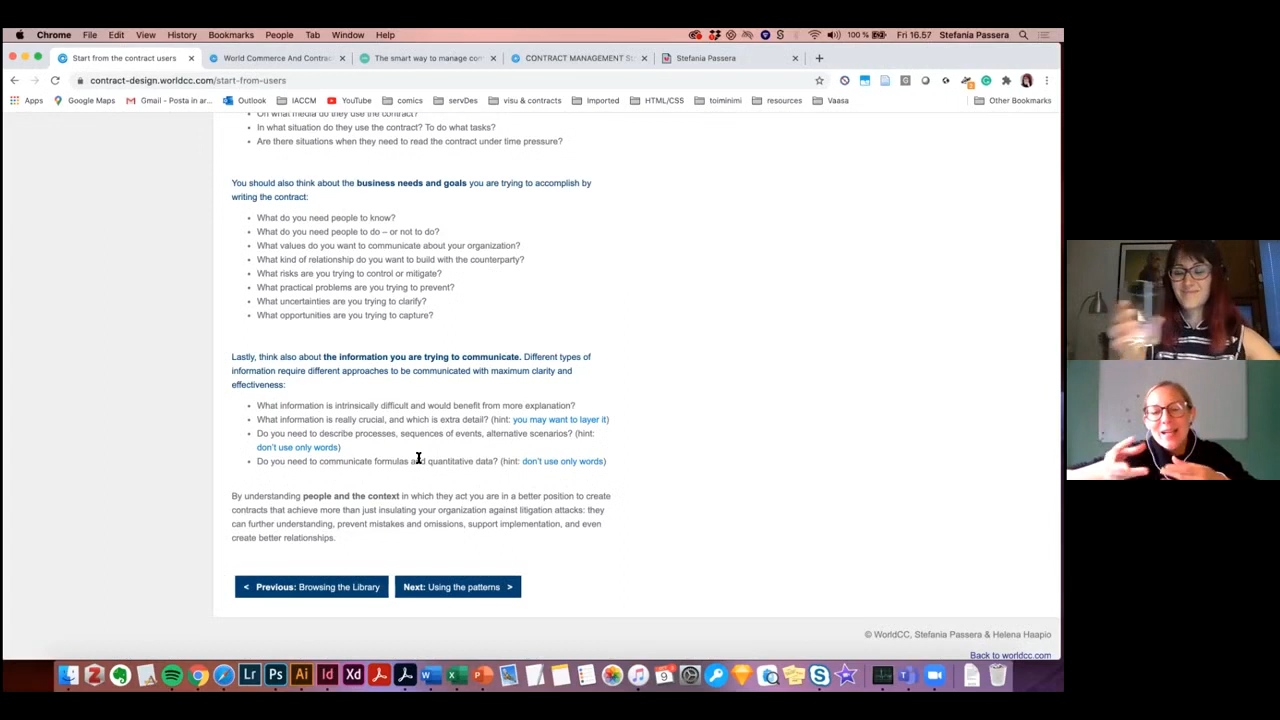 Chrome File Edit View History Bookmarks People Tab Window Help 100 % Fri 16.57 Stefania Passera
Start from the contract users World Commerce And Contrac The smart way to manage com CONTRACT MANAGEMENT St Stefania Passera
contract-design.worldcc.com/start-from-users
Apps Google Maps Gmail - Posta in ar... Outlook IACCM YouTube comics servDes visu & contracts Imported HTML/CSS toiminimi resources Vaasa Other Bookmarks
On what media do they use the contract?
In what situation do they use the contract? To do what tasks?
Are there situations when they need to read the contract under time pressure?
You should also think about the business needs and goals you are trying to accomplish by
writing the contract:
What do you need people to know?
What do you need people to do – or not to do?
What values do you want to communicate about your organization?
What kind of relationship do you want to build with the counterparty?
What risks are you trying to control or mitigate?
What practical problems are you trying to prevent?
What uncertainties are you trying to clarify?
What opportunities are you trying to capture?
Lastly, think also about the information you are trying to communicate. Different types of
information require different approaches to be communicated with maximum clarity and
effectiveness:
What information is intrinsically difficult and would benefit from more explanation?
What information is really crucial, and which is extra detail? (hint: you may want to layer it)
Do you need to describe processes, sequences of events, alternative scenarios? (hint:
don't use only words)
Do you need to communicate formulas and quantitative data? (hint: don't use only words)
By understanding people and the context in which they act you are in a better position to create
contracts that achieve more than just insulating your organization against litigation attacks: they
can further understanding, prevent mistakes and omissions, support implementation, and even
create better relationships.
< Previous: Browsing the Library Next: Using the patterns >
© WorldCC, Stefania Passera & Helena Haapio
Back to worldcc.com
Lr Ps Ai Id Xd